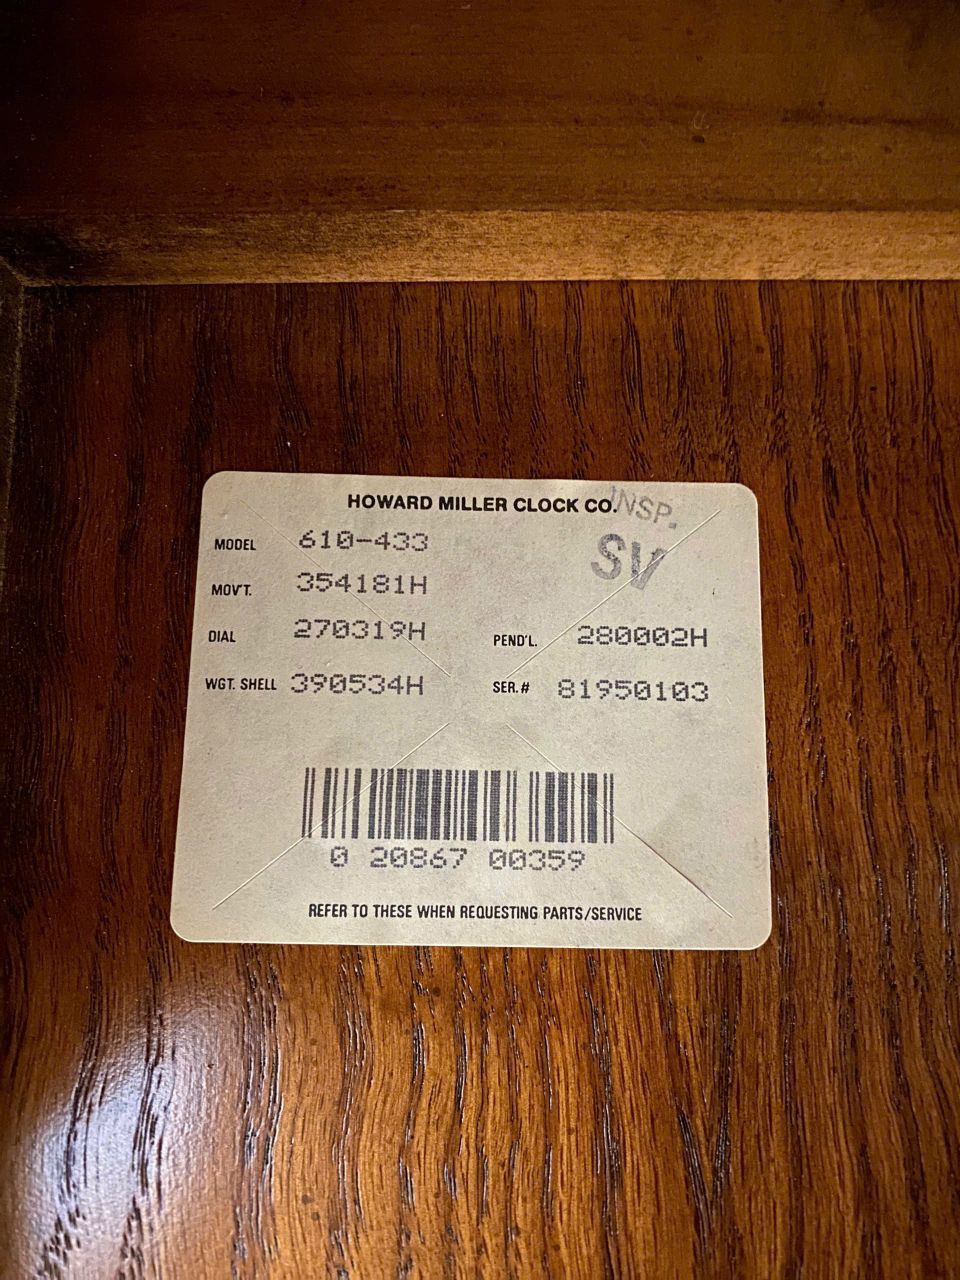 HOWARD MILLER CLOCK CO.
INSP.
SV
MODEL 610-433
MOV'T. 354181H
DIAL 270319H
PEND'L. 280002H
WGT. SHELL 390534H
SER.# 81950103
0 20867 00359
REFER TO THESE WHEN REQUESTING PARTS/SERVICE